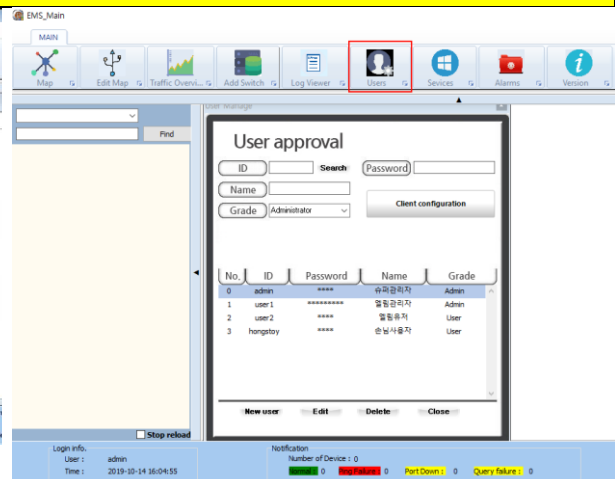 EMS_Main
MAIN
Map Edit Map Traffic Overvi... Add Switch Log Viewer Users Sevices Alarms Version
User Manage
Find
User approval
ID Search Password
Name
Grade Administrator Client configuration
No. ID Password Name Grade
0 admin **** 슈퍼관리자 Admin
1 user1 ********* 엘림관리자 Admin
2 user2 **** 엘림유저 User
3 hongstoy **** 손님사용자 User
New user Edit Delete Close
Stop reload
Login info. Notification
User : admin Number of Device : 0
Time : 2019-10-14 16:04:55 Normal : 0 Ping Failure : 0 Port Down : 0 Query failure : 0